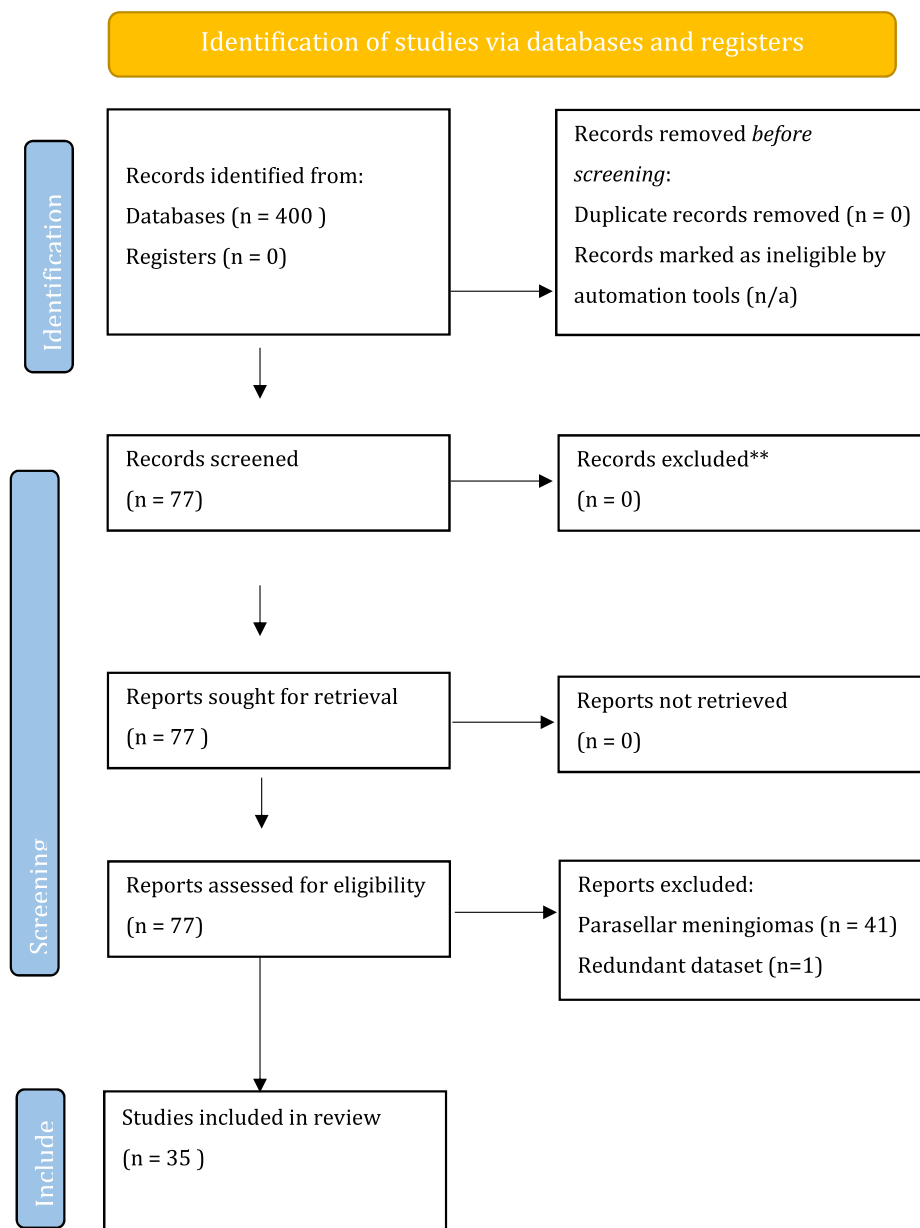 Identification of studies via databases and registers
Identification
Records identified from:
Databases (n = 400 )
Registers (n = 0)
Records removed before
screening:
Duplicate records removed (n = 0)
Records marked as ineligible by
automation tools (n/a)
Screening
Records screened
(n = 77)
Records excluded**
(n = 0)
Reports sought for retrieval
(n = 77 )
Reports not retrieved
(n = 0)
Reports assessed for eligibility
(n = 77)
Reports excluded:
Parasellar meningiomas (n = 41)
Redundant dataset (n=1)
Include
Studies included in review
(n = 35 )